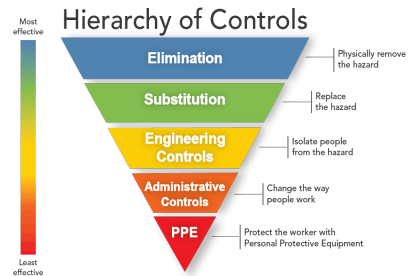 Hierarchy of Controls
Most
effective
Elimination
Physically remove
the hazard
Substitution
Replace
the hazard
Engineering
Controls
Isolate people
from the hazard
Administrative
Controls
Change the way
people work
PPE
Protect the worker with
Personal Protective Equipment
Least
effective